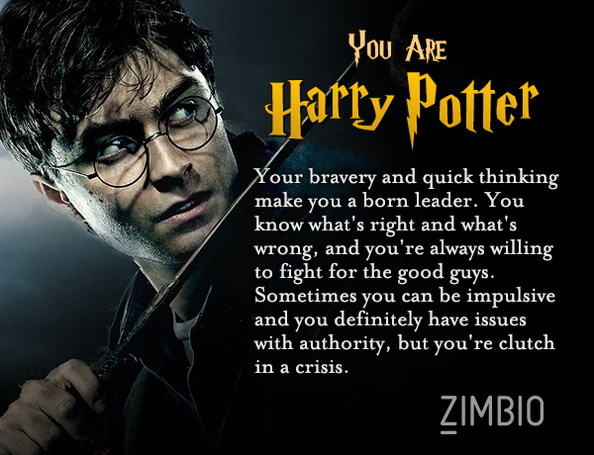 You Are
Harry Potter
Your bravery and quick thinking
make you a born leader. You
know what's right and what's
wrong, and you're always willing
to fight for the good guys.
Sometimes you can be impulsive
and you definitely have issues
with authority, but you're clutch
in a crisis.
ZIMBIO